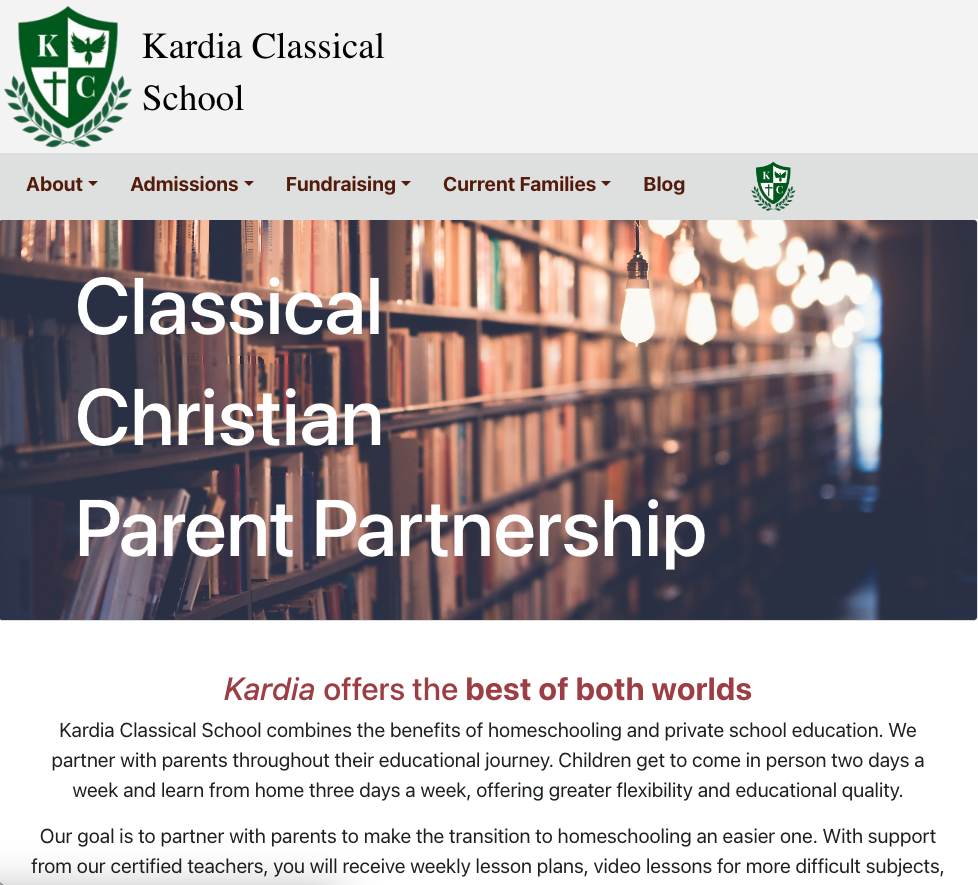 K
C
Kardia Classical
School
About Admissions Fundraising Current Families Blog
K
C
Classical
Christian
Parent Partnership
Kardia offers the best of both worlds
Kardia Classical School combines the benefits of homeschooling and private school education. We
partner with parents throughout their educational journey. Children get to come in person two days a
week and learn from home three days a week, offering greater flexibility and educational quality.
Our goal is to partner with parents to make the transition to homeschooling an easier one. With support
from our certified teachers, you will receive weekly lesson plans, video lessons for more difficult subjects,